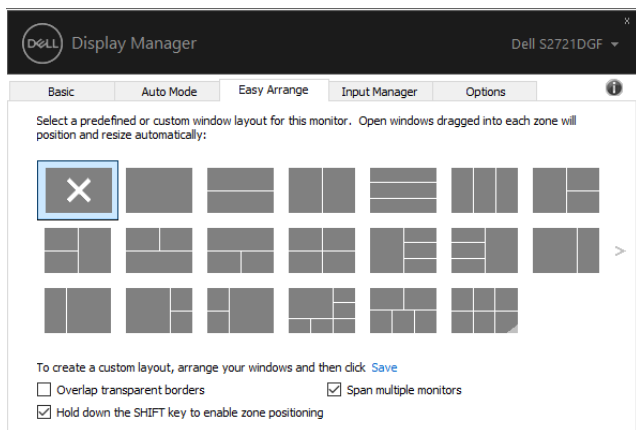 DELL Display Manager
Dell S2721DGF
Basic Auto Mode Easy Arrange Input Manager Options
Select a predefined or custom window layout for this monitor. Open windows dragged into each zone will
position and resize automatically:
To create a custom layout, arrange your windows and then click Save
Overlap transparent borders
Span multiple monitors
Hold down the SHIFT key to enable zone positioning